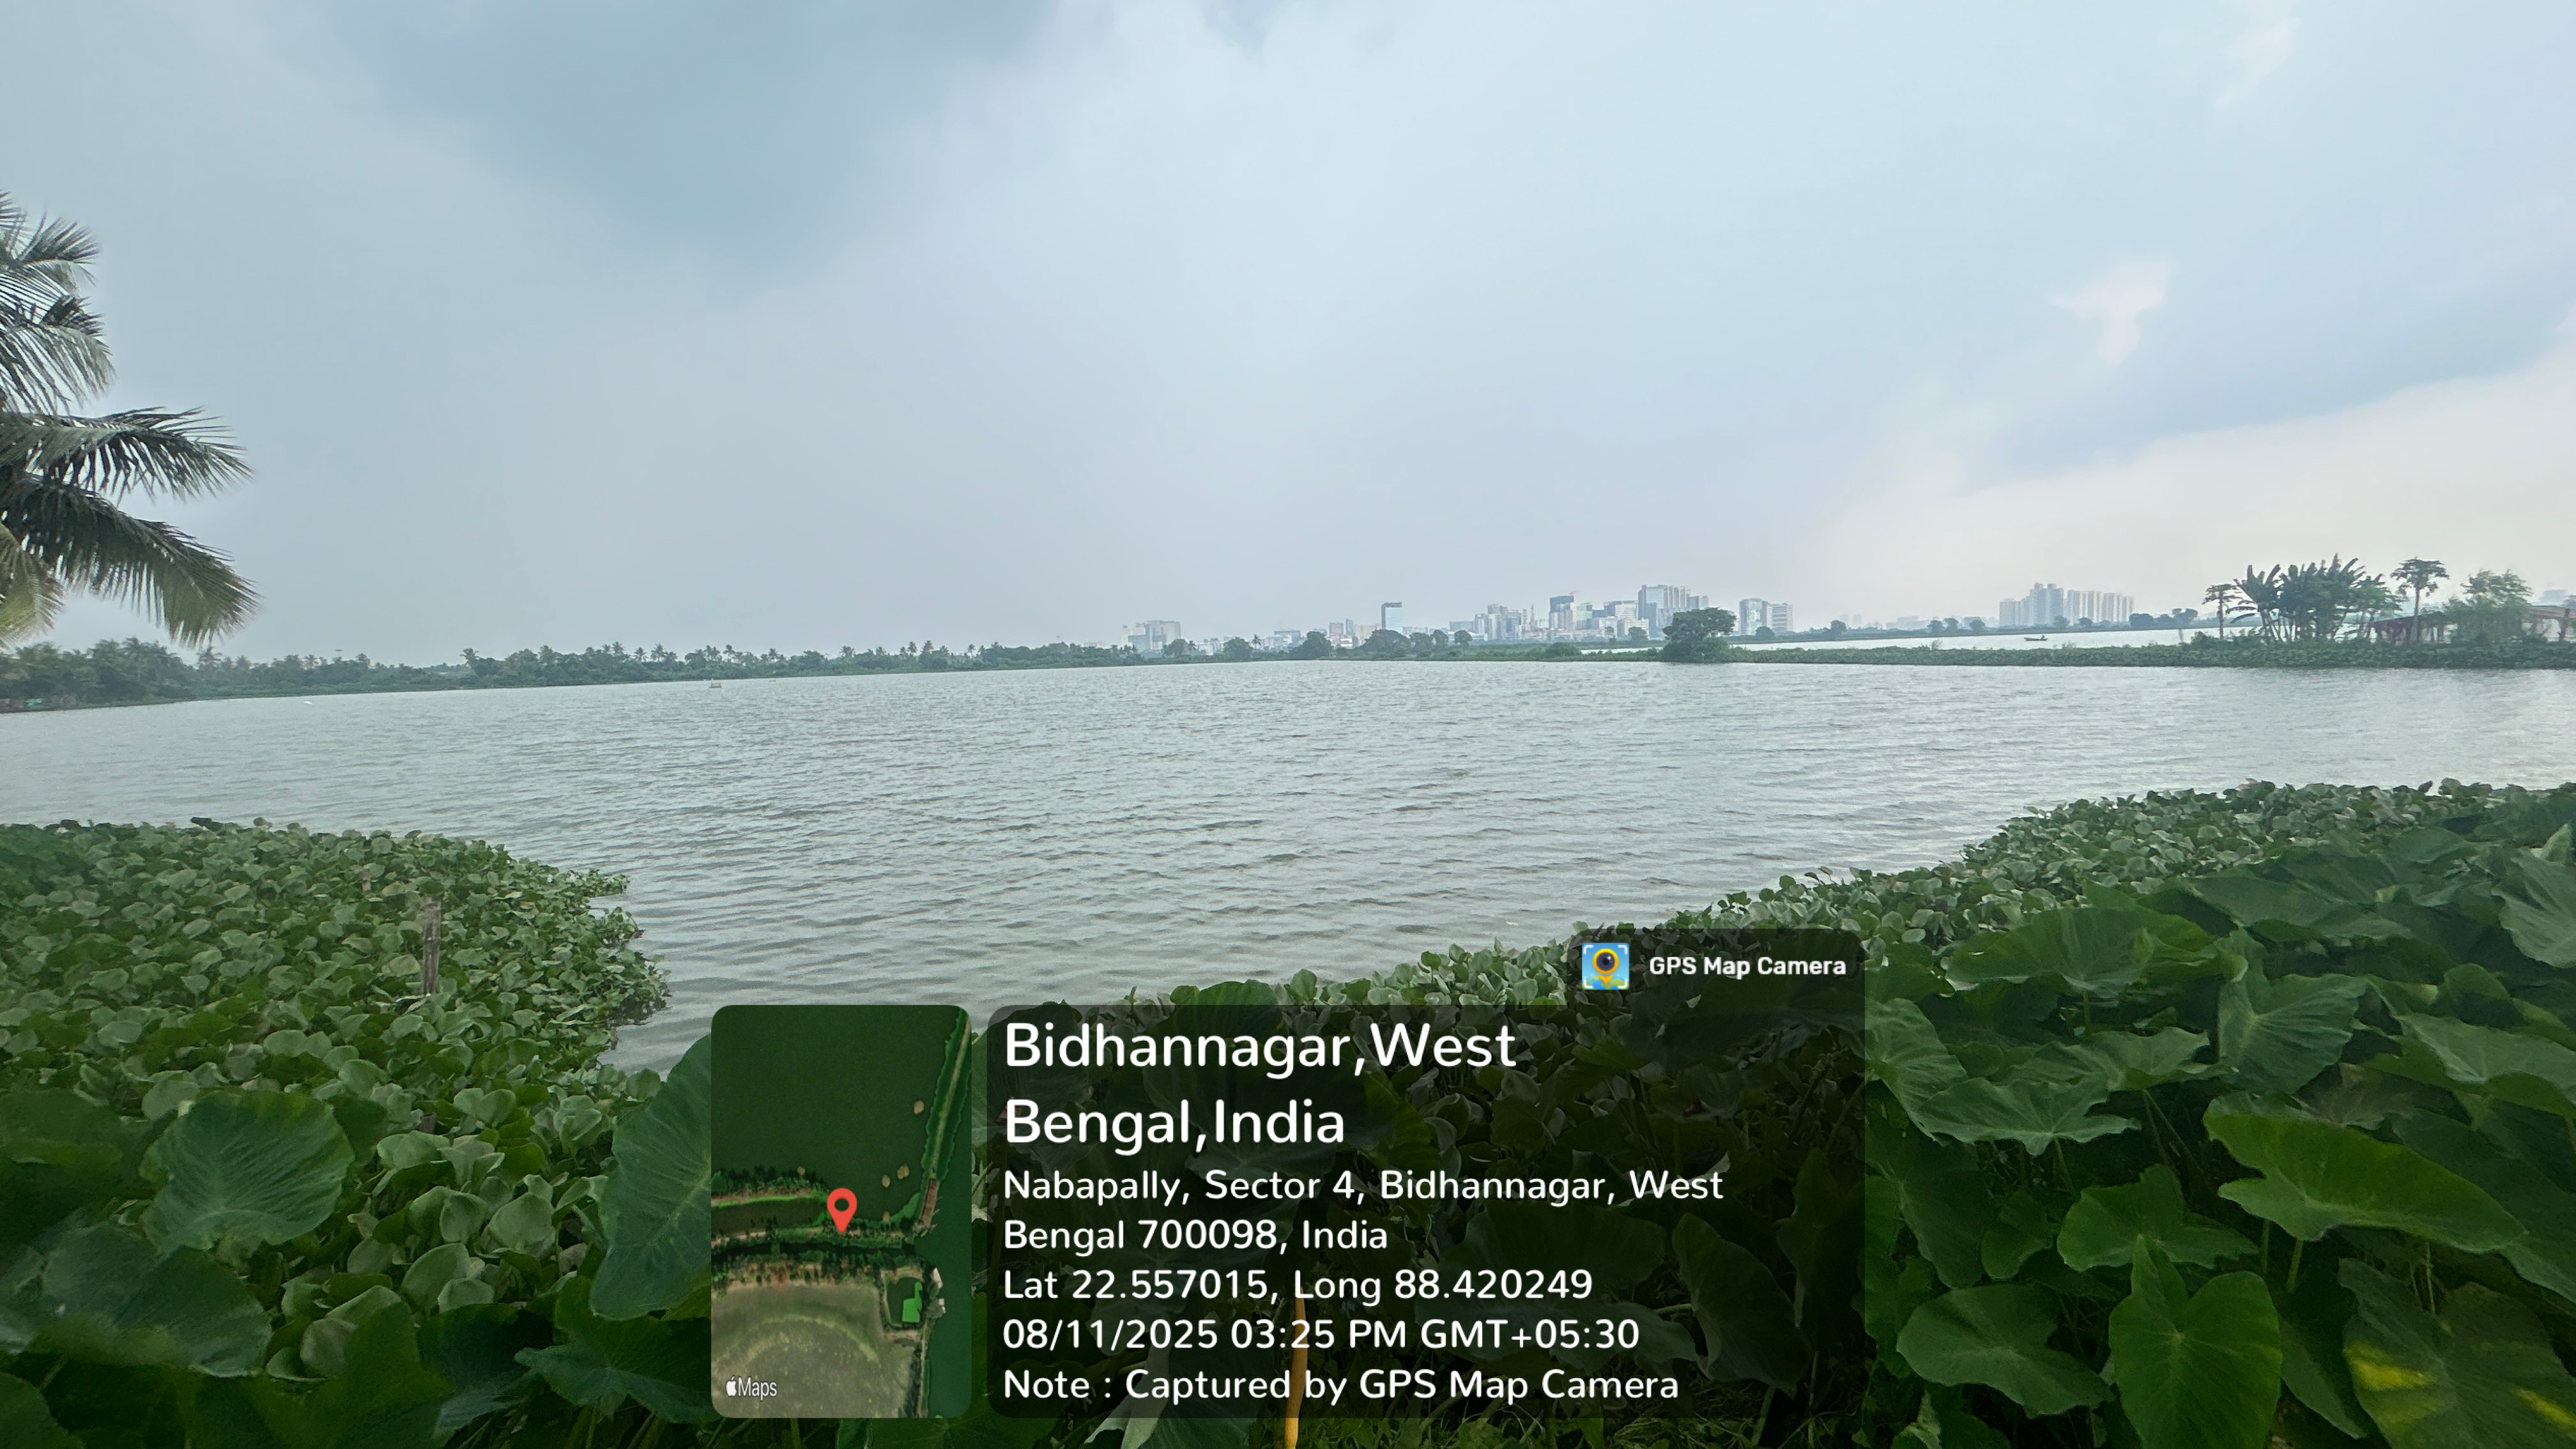 GPS Map Camera
Bidhannagar,West
Bengal,India
Nabapally, Sector 4, Bidhannagar, West
Bengal 700098, India
Lat 22.557015, Long 88.420249
08/11/2025 03:25 PM GMT+05:30
Note : Captured by GPS Map Camera
Maps